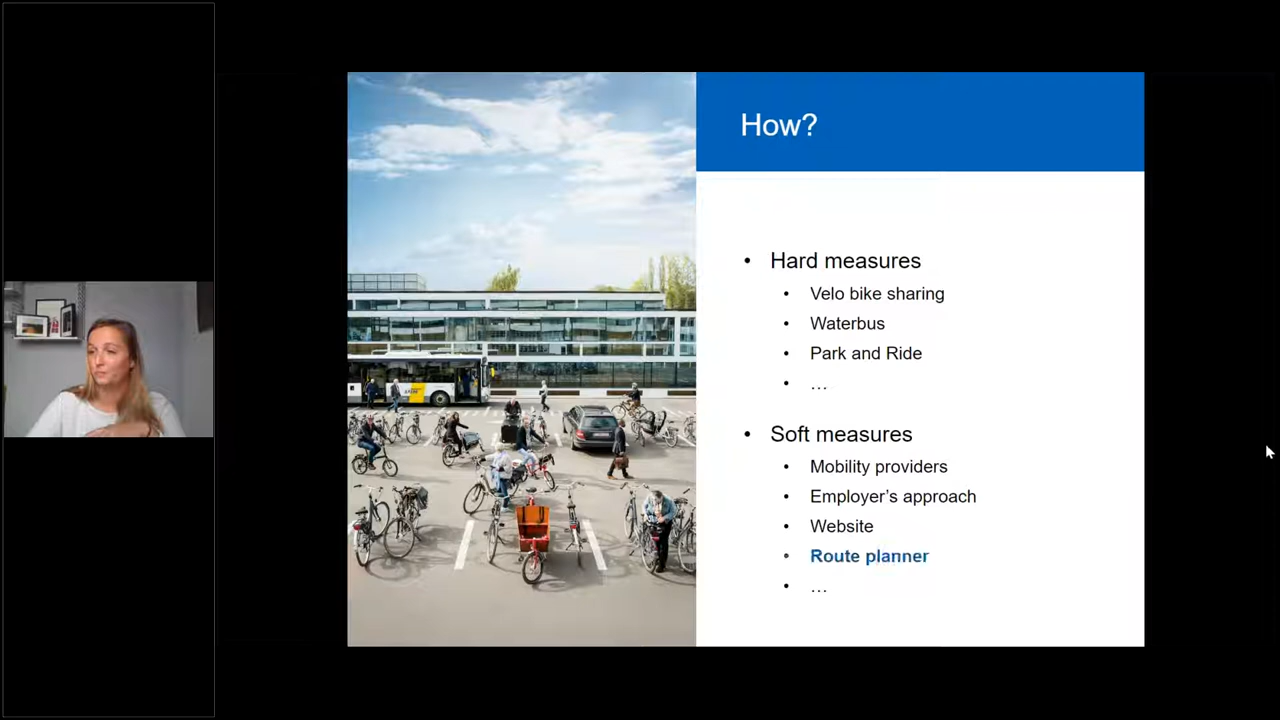 How?
• Hard measures
• Velo bike sharing
• Waterbus
• Park and Ride
• …
• Soft measures
• Mobility providers
• Employer's approach
• Website
• Route planner
• …